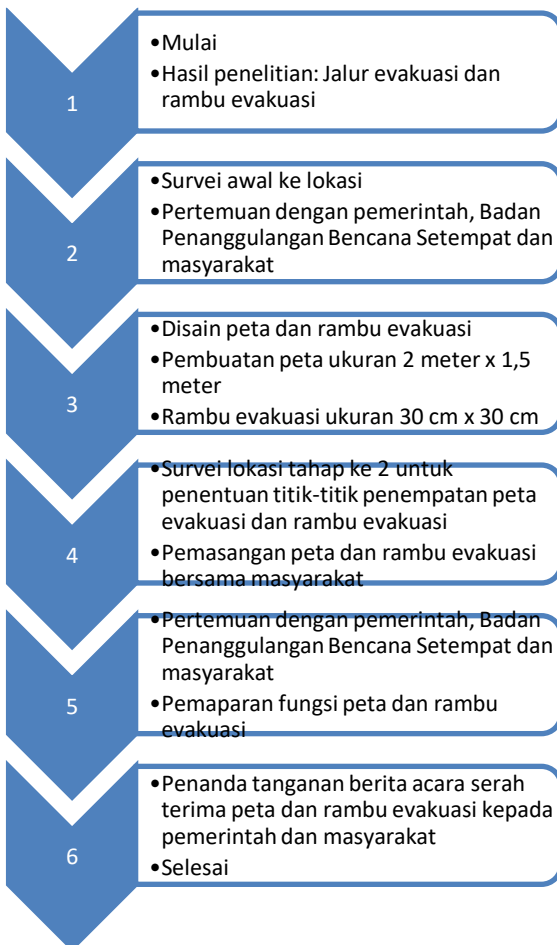 1
•Mulai
•Hasil penelitian: Jalur evakuasi dan
rambu evakuasi
2
•Survei awal ke lokasi
•Pertemuan dengan pemerintah, Badan
Penanggulangan Bencana Setempat dan
masyarakat
3
•Disain peta dan rambu evakuasi
•Pembuatan peta ukuran 2 meter x 1,5
meter
•Rambu evakuasi ukuran 30 cm x 30 cm
4
•Survei lokasi tahap ke 2 untuk
penentuan titik-titik penempatan peta
evakuasi dan rambu evakuasi
•Pemasangan peta dan rambu evakuasi
bersama masyarakat
5
•Pertemuan dengan pemerintah, Badan
Penanggulangan Bencana Setempat dan
masyarakat
•Pemaparan fungsi peta dan rambu
evakuasi
6
•Penanda tanganan berita acara serah
terima peta dan rambu evakuasi kepada
pemerintah dan masyarakat
•Selesai